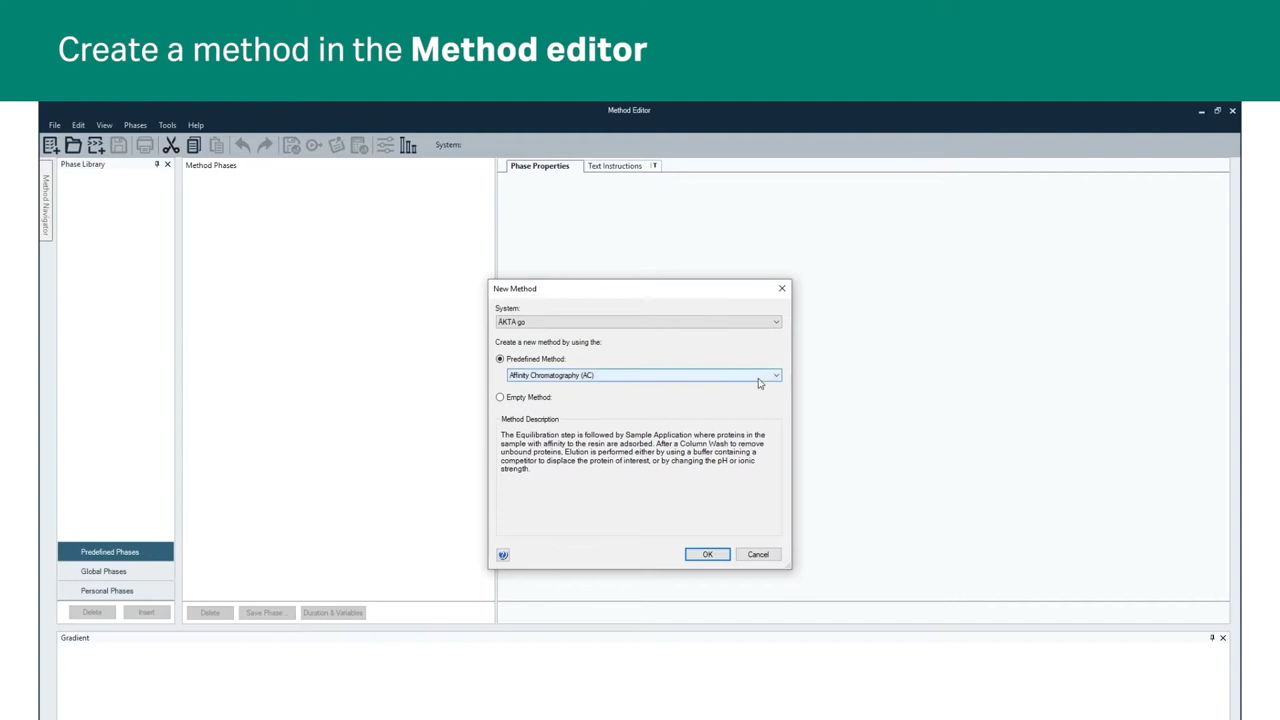 Create a method in the Method editor
Method Editor
File Edit View Phases Tools Help
System:
Phase Library
Method Phases
Phase Properties
Text Instructions
Method Navigator
New Method
System:
ÄKTA go
Create a new method by using the:
Predefined Method:
Affinity Chromatography (AC)
Empty Method:
Method Description
The Equilibration step is followed by Sample Application where proteins in the
sample with affinity to the resin are adsorbed. After a Column Wash to remove
unbound proteins, Elution is performed either by using a buffer containing a
competitor to displace the protein of interest, or by changing the pH or ionic
strength.
OK
Cancel
Predefined Phases
Global Phases
Personal Phases
Delete
Insert
Delete
Save Phase...
Duration & Variables
Gradient